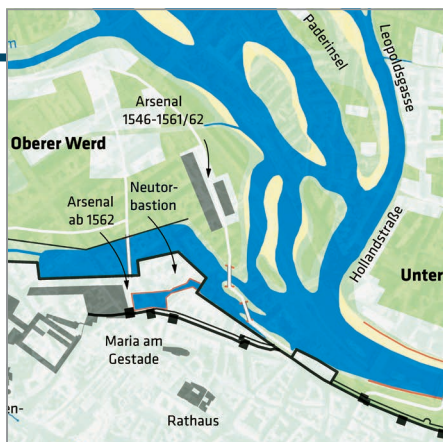 Paderinsel
Leopoldsgasse
Arsenal
1546-1561/62
Oberer Werd
Arsenal
ab 1562
Neutor-
bastion
Hollandstraße
Unter
Maria am
Gestade
en-
Rathaus